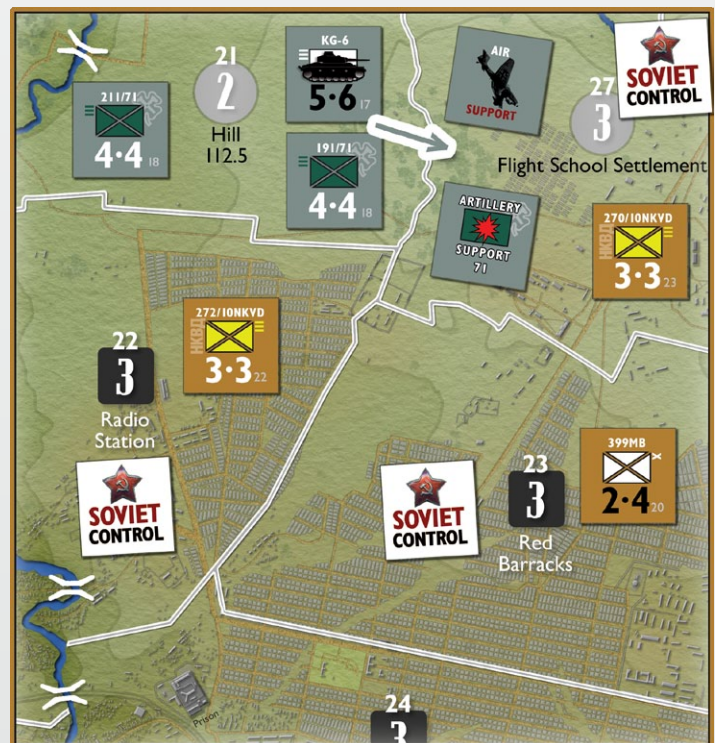 KG-6
5-6 17
21
2
Hill
112.5
211/71
4-4 18
191/71
4-4 18
AIR
SUPPORT
27
3
SOVIET
CONTROL
Flight School Settlement
ARTILLERY
SUPPORT
71
270/10NKVD
НКВД
3-3 23
272/10NKVD
НКВД
3-3 22
22
3
Radio
Station
SOVIET
CONTROL
SOVIET
CONTROL
23
3
Red
Barracks
399MB
X
2-4 20
Prison
24
3